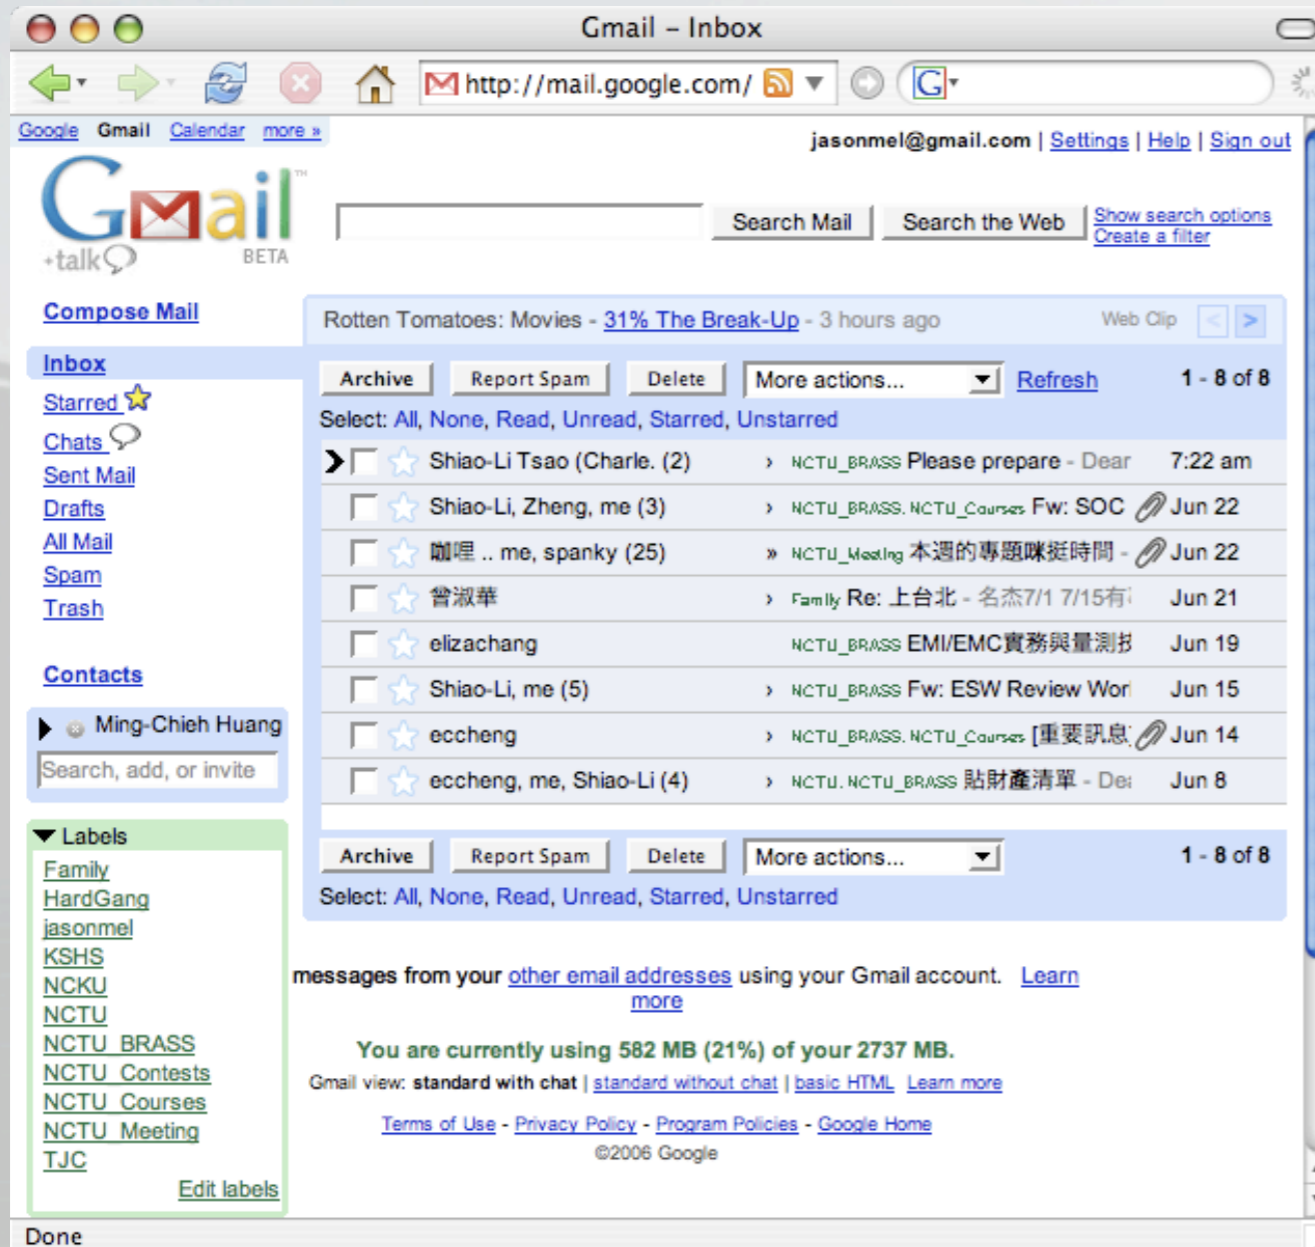 Gmail – Inbox
http://mail.google.com/
Google Gmail Calendar more »
jasonmel@gmail.com | Settings | Help | Sign out
Gmail™
+talk BETA
Search Mail Search the Web Show search options
Create a filter
Compose Mail
Inbox
Starred
Chats
Sent Mail
Drafts
All Mail
Spam
Trash
Contacts
Ming-Chieh Huang
Search, add, or invite
Labels
Family
HardGang
jasonmel
KSHS
NCKU
NCTU
NCTU_BRASS
NCTU_Contests
NCTU_Courses
NCTU_Meeting
TJC
Edit labels
Rotten Tomatoes: Movies - 31% The Break-Up - 3 hours ago Web Clip < >
Archive Report Spam Delete More actions... Refresh 1 - 8 of 8
Select: All, None, Read, Unread, Starred, Unstarred
Shiao-Li Tsao (Charle. (2) › NCTU_BRASS Please prepare - Dear 7:22 am
Shiao-Li, Zheng, me (3) › NCTU_BRASS, NCTU_Courses Fw: SOC Jun 22
咖哩 .. me, spanky (25) » NCTU_Meeting 本週的專題咪挺時間 - Jun 22
曾淑華 › Family Re: 上台北 - 名杰7/1 7/15有 Jun 21
elizachang NCTU_BRASS EMI/EMC實務與量測技 Jun 19
Shiao-Li, me (5) › NCTU_BRASS Fw: ESW Review Wor Jun 15
eccheng › NCTU_BRASS, NCTU_Courses [重要訊息] Jun 14
eccheng, me, Shiao-Li (4) › NCTU, NCTU_BRASS 貼財產清單 - Dea Jun 8
Archive Report Spam Delete More actions... 1 - 8 of 8
Select: All, None, Read, Unread, Starred, Unstarred
messages from your other email addresses using your Gmail account. Learn
more
You are currently using 582 MB (21%) of your 2737 MB.
Gmail view: standard with chat | standard without chat | basic HTML Learn more
Terms of Use - Privacy Policy - Program Policies - Google Home
©2006 Google
Done